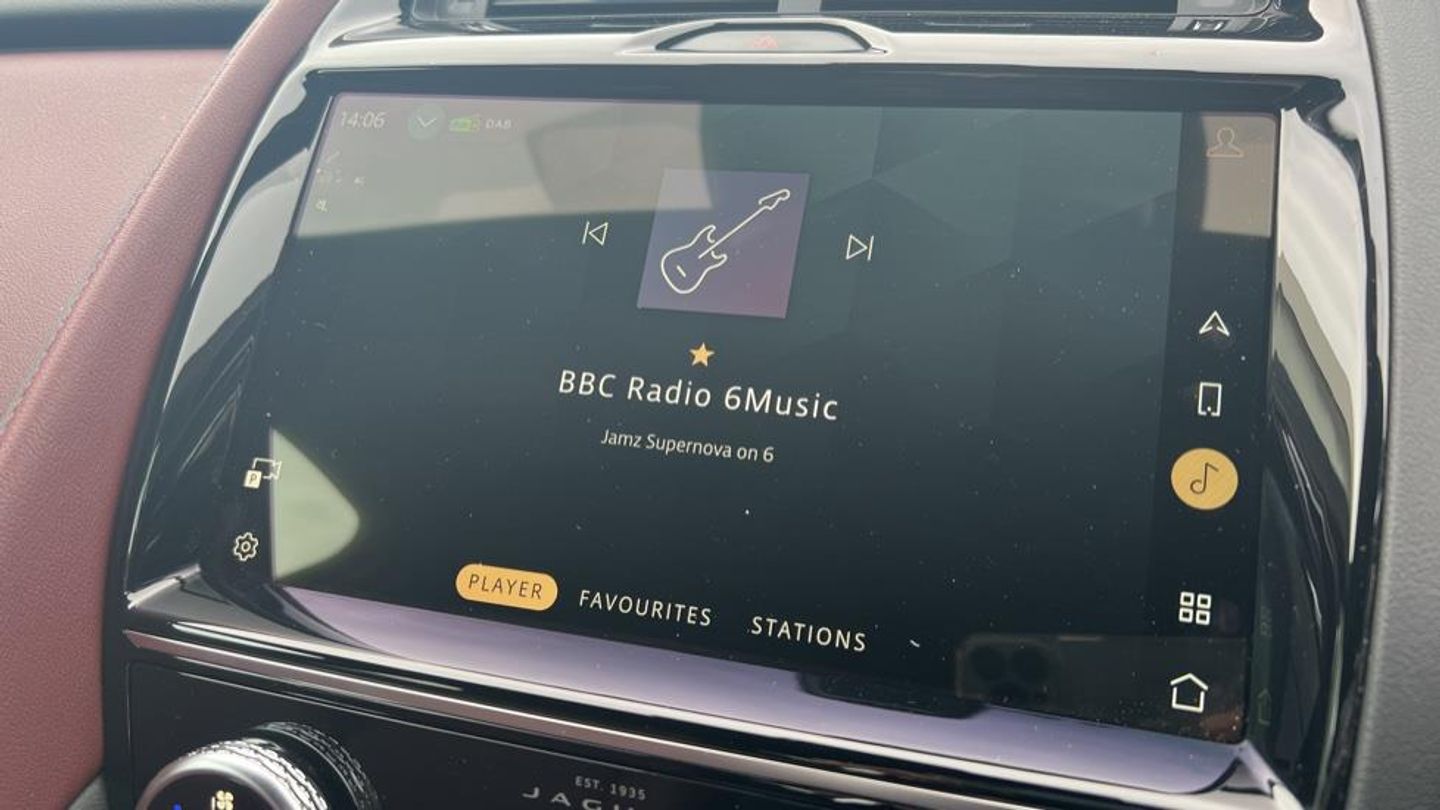 14:06 DAB
BBC Radio 6Music
Jamz Supernova on 6
P
PLAYER FAVOURITES STATIONS
EST. 1935